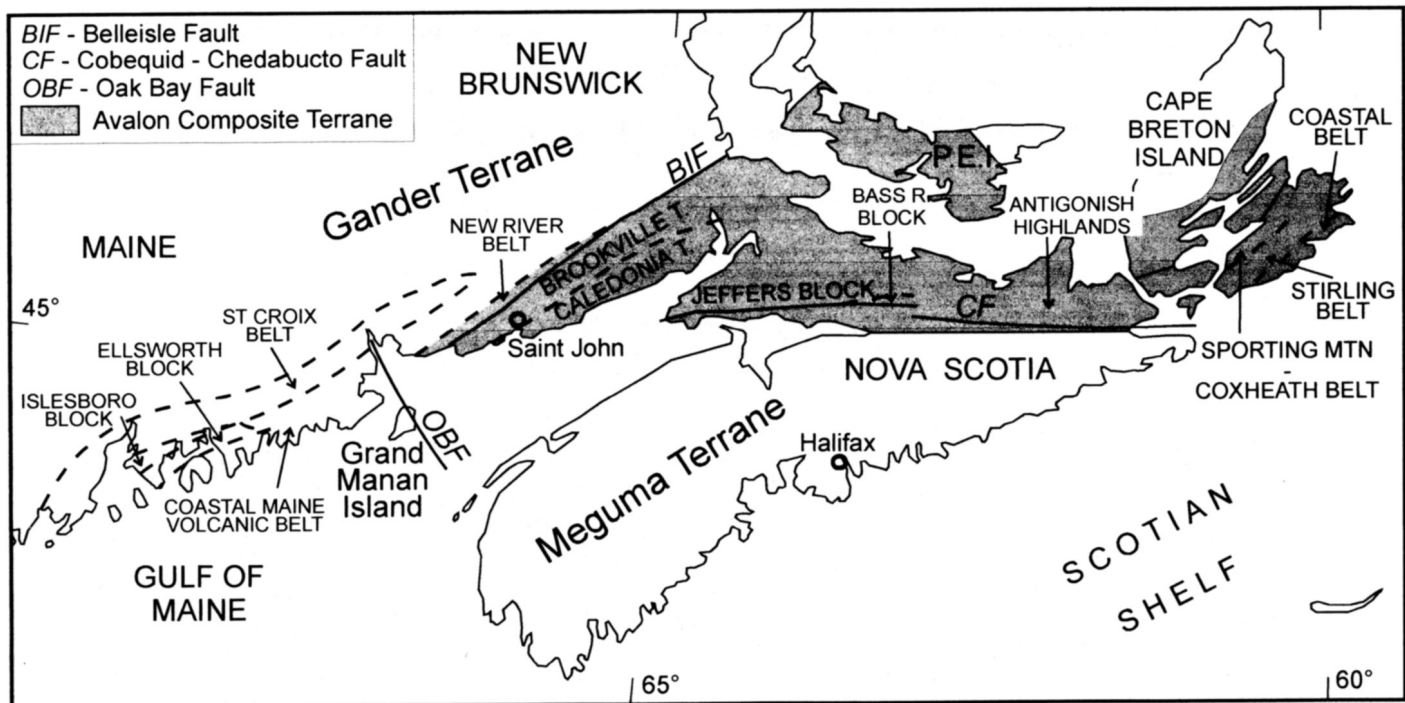 BIF - Belleisle Fault
CF - Cobequid - Chedabucto Fault
OBF - Oak Bay Fault
Avalon Composite Terrane
NEW
BRUNSWICK
Gander Terrane
BIF
MAINE
NEW RIVER
BELT
BROOKVILLE T.
CALEDONIA T.
P.E.I.
CAPE
BRETON
ISLAND
COASTAL
BELT
BASS R.
BLOCK
ANTIGONISH
HIGHLANDS
JEFFERS BLOCK
CF
STIRLING
BELT
SPORTING MTN
-
COXHEATH BELT
45°
ST CROIX
BELT
ELLSWORTH
BLOCK
ISLESBORO
BLOCK
Saint John
NOVA SCOTIA
OBF
Grand
Manan
Island
COASTAL MAINE
VOLCANIC BELT
Meguma Terrane
Halifax
GULF OF
MAINE
SCOTIAN
SHELF
65°
60°